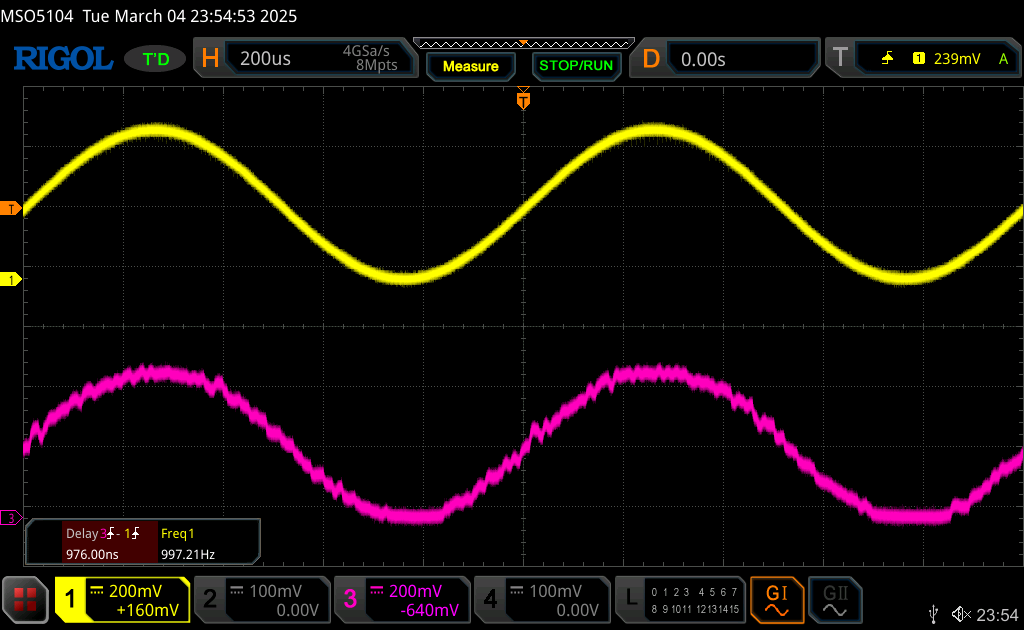 MSO5104 Tue March 04 23:54:53 2025
RIGOL T'D H 200us 4GSa/s 8Mpts Measure STOP/RUN D 0.00s T 1 239mV A
T
T
1
3
Delay3 - 1 Freq1
976.00ns 997.21Hz
1 200mV +160mV 2 100mV 0.00V 3 200mV -640mV 4 100mV 0.00V L 0 1 2 3 4 5 6 7 8 9 10 11 12 13 14 15 GI GII
23:54